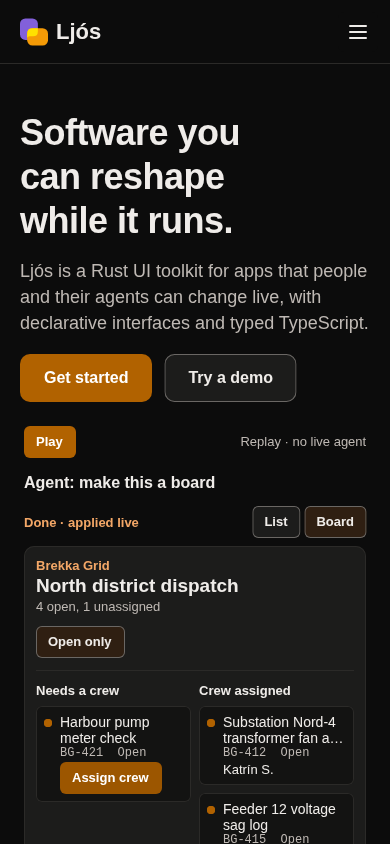 Ljós
Software you
can reshape
while it runs.
Ljós is a Rust UI toolkit for apps that people
and their agents can change live, with
declarative interfaces and typed TypeScript.
Get started
Try a demo
Play
Replay · no live agent
Agent: make this a board
Done · applied live
List
Board
Brekka Grid
North district dispatch
4 open, 1 unassigned
Open only
Needs a crew
Harbour pump
meter check
BG-421 Open
Assign crew
Crew assigned
Substation Nord-4
transformer fan a…
BG-412 Open
Katrín S.
Feeder 12 voltage
sag log
BG-415 Open